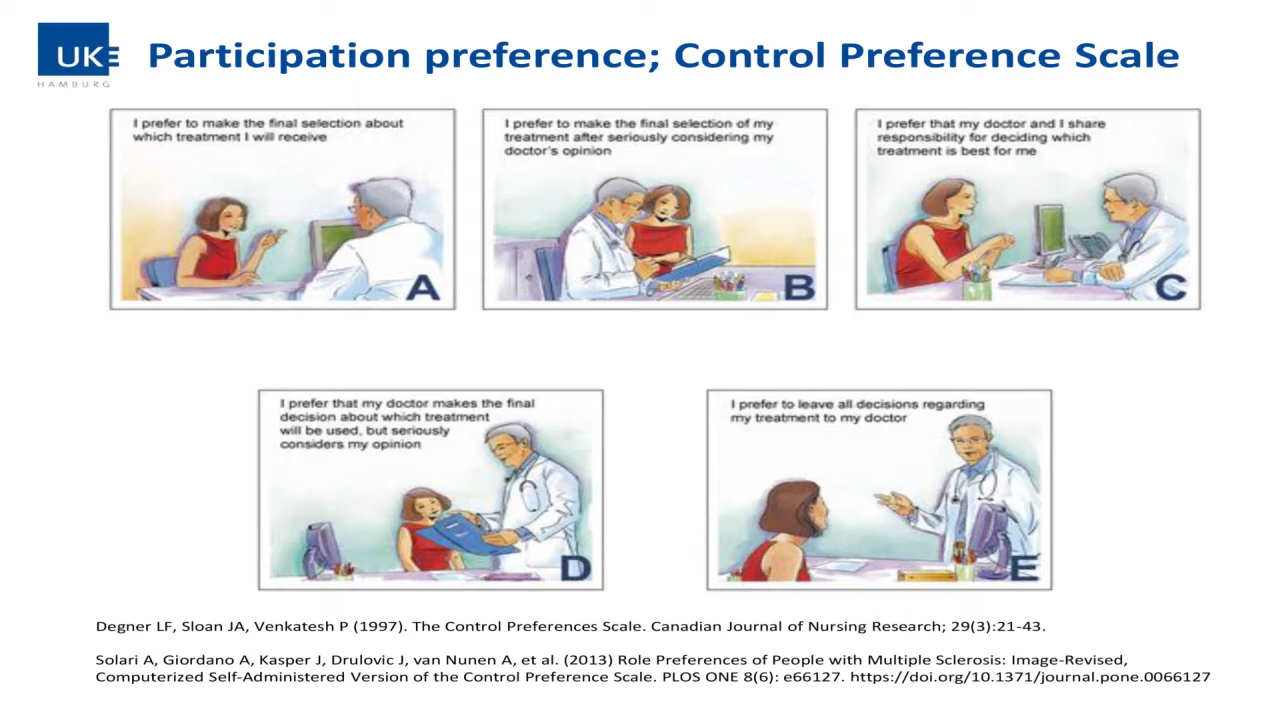 UKE
HAMBURG
Participation preference; Control Preference Scale
I prefer to make the final selection about
which treatment I will receive
A
I prefer to make the final selection of my
treatment after seriously considering my
doctor's opinion
B
I prefer that my doctor and I share
responsibility for deciding which
treatment is best for me
C
I prefer that my doctor makes the final
decision about which treatment
will be used, but seriously
considers my opinion
D
I prefer to leave all decisions regarding
my treatment to my doctor
E
Degner LF, Sloan JA, Venkatesh P (1997). The Control Preferences Scale. Canadian Journal of Nursing Research; 29(3):21-43.
Solari A, Giordano A, Kasper J, Drulovic J, van Nunen A, et al. (2013) Role Preferences of People with Multiple Sclerosis: Image-Revised,
Computerized Self-Administered Version of the Control Preference Scale. PLOS ONE 8(6): e66127. https://doi.org/10.1371/journal.pone.0066127